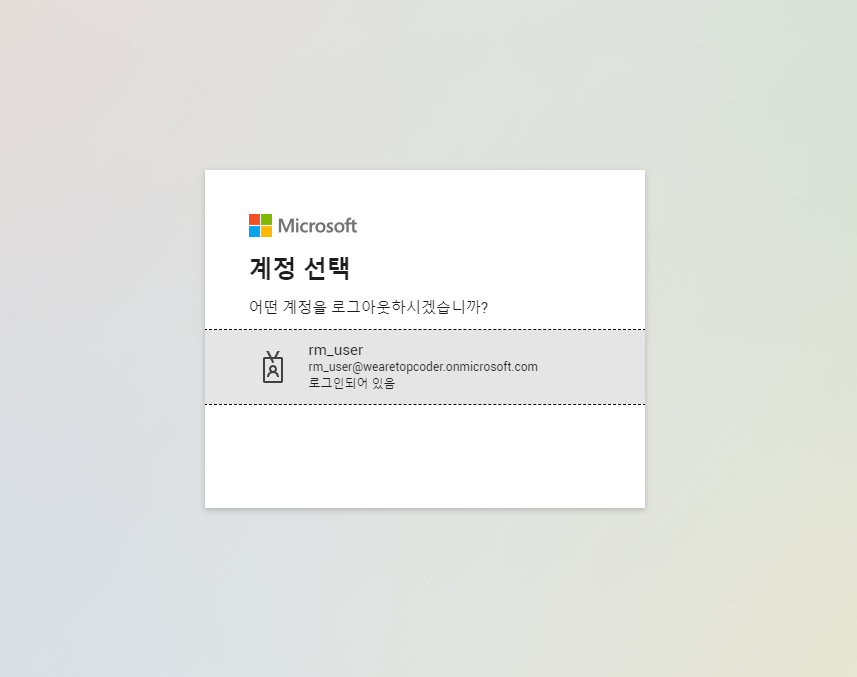 Microsoft
계정 선택
어떤 계정을 로그아웃하시겠습니까?
rm_user
rm_user@wearetopcoder.onmicrosoft.com
로그인되어 있음